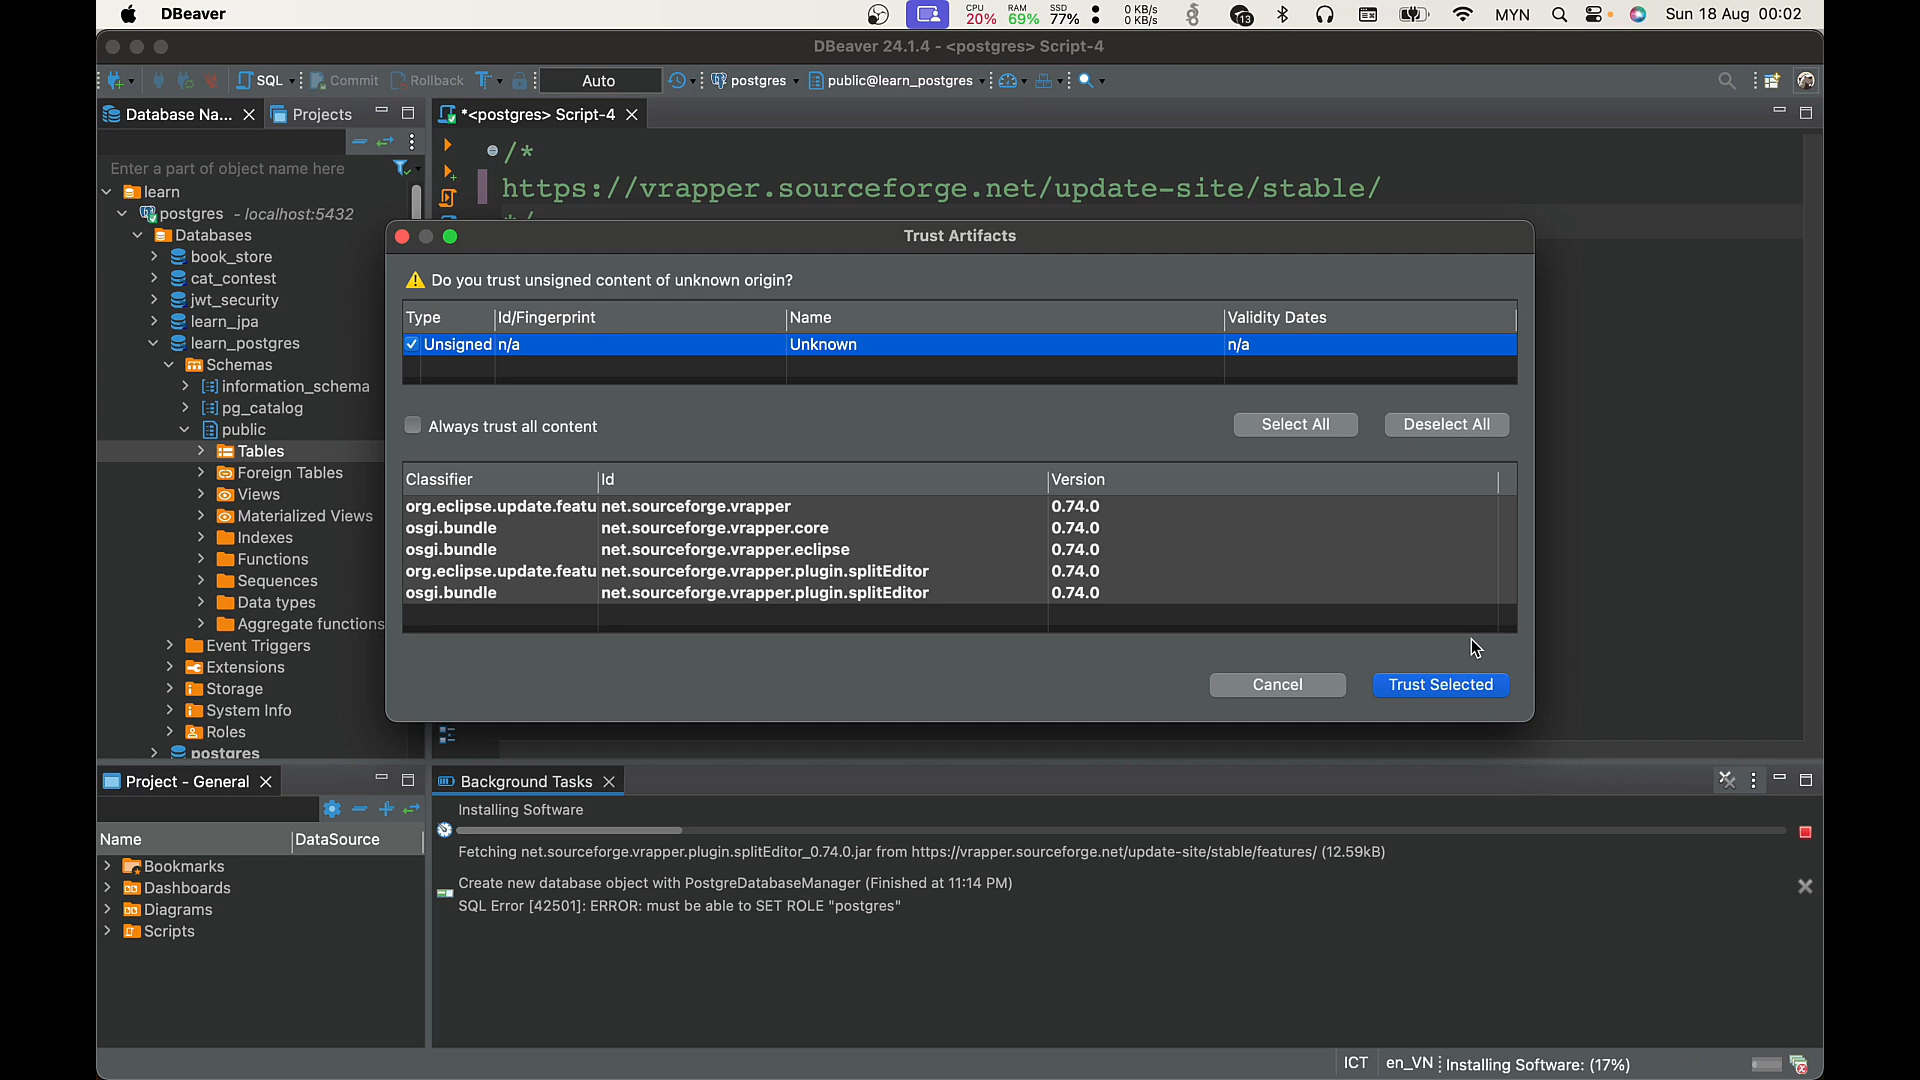 DBeaver
CPU
20%
RAM
69%
SSD
77%
0 KB/s
0 KB/s
13
MYN
Sun 18 Aug 00:02
DBeaver 24.1.4 - <postgres> Script-4
SQL
Commit
Rollback
Auto
postgres
public@learn_postgres
Database Na...
Projects
*<postgres> Script-4
Enter a part of object name here
learn
postgres - localhost:5432
Databases
book_store
cat_contest
jwt_security
learn_jpa
learn_postgres
Schemas
information_schema
pg_catalog
public
Tables
Foreign Tables
Views
Materialized Views
Indexes
Functions
Sequences
Data types
Aggregate functions
Event Triggers
Extensions
Storage
System Info
Roles
postgres
/*
https://vrapper.sourceforge.net/update-site/stable/
*/
Trust Artifacts
Do you trust unsigned content of unknown origin?
Type Id/Fingerprint Name Validity Dates
Unsigned n/a Unknown n/a
Always trust all content
Select All
Deselect All
Classifier Id Version
org.eclipse.update.featu net.sourceforge.vrapper 0.74.0
osgi.bundle net.sourceforge.vrapper.core 0.74.0
osgi.bundle net.sourceforge.vrapper.eclipse 0.74.0
org.eclipse.update.featu net.sourceforge.vrapper.plugin.splitEditor 0.74.0
osgi.bundle net.sourceforge.vrapper.plugin.splitEditor 0.74.0
Cancel
Trust Selected
Project - General
Name DataSource
Bookmarks
Dashboards
Diagrams
Scripts
Background Tasks
Installing Software
Fetching net.sourceforge.vrapper.plugin.splitEditor_0.74.0.jar from https://vrapper.sourceforge.net/update-site/stable/features/ (12.59kB)
Create new database object with PostgreDatabaseManager (Finished at 11:14 PM)
SQL Error [42501]: ERROR: must be able to SET ROLE "postgres"
ICT
en_VN
Installing Software: (17%)